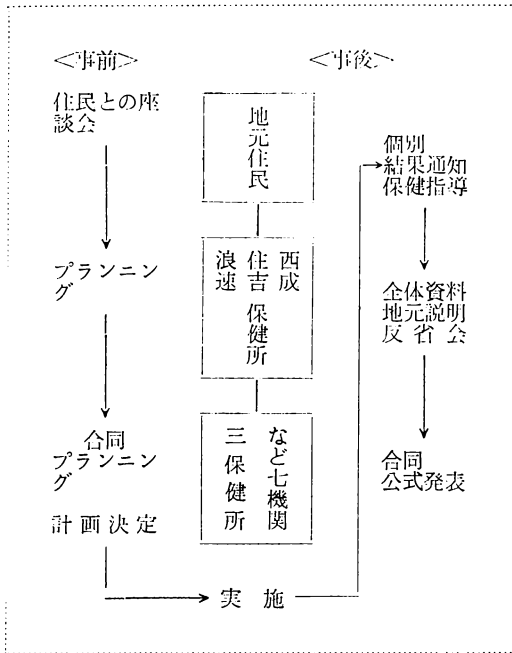 ＜事前＞
住民との座
談会
プランニン
グ
合同
プランニン
グ
計画決定
地元住民
西成
住吉 保健所
浪速
など七機関
三保健所
実施
＜事後＞
個別
結果通知
保健指導
全体資料
地元説明
反省会
合同
公式発表